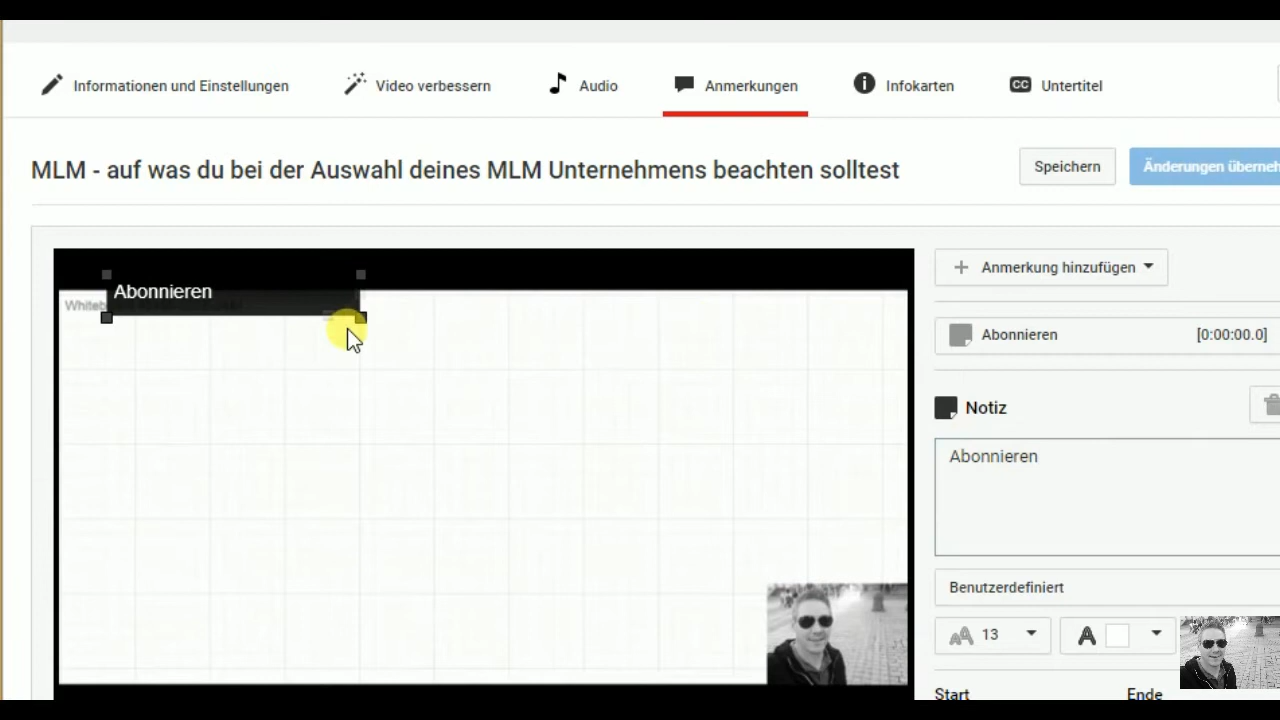 Informationen und Einstellungen
Video verbessern
Audio
Anmerkungen
Infokarten
CC Untertitel
MLM - auf was du bei der Auswahl deines MLM Unternehmens beachten solltest
Speichern
Änderungen überneh
Abonnieren
Whiteb
Anmerkung hinzufügen
Abonnieren [0:00:00.0]
Notiz
Abonnieren
Benutzerdefiniert
AA 13
A
Start Ende